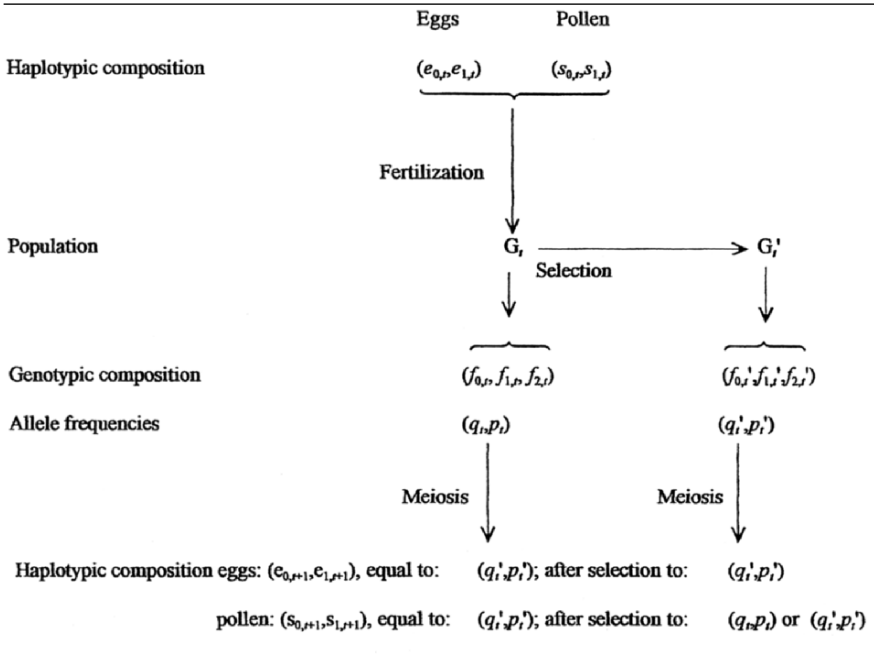 Eggs Pollen
Haplotypic composition (e0,t,e1,t) (s0,t,s1,t)
Fertilization
Population Gt Gt'
Selection
Genotypic composition (f0,t, f1,t, f2,t) (f0,t',f1,t',f2,t')
Allele frequencies (qt,pt) (qt',pt')
Meiosis Meiosis
Haplotypic composition eggs: (e0,t+1,e1,t+1), equal to: (qt',pt'); after selection to: (qt',pt')
pollen: (s0,t+1,s1,t+1), equal to: (qt',pt'); after selection to: (qt,pt) or (qt',pt')